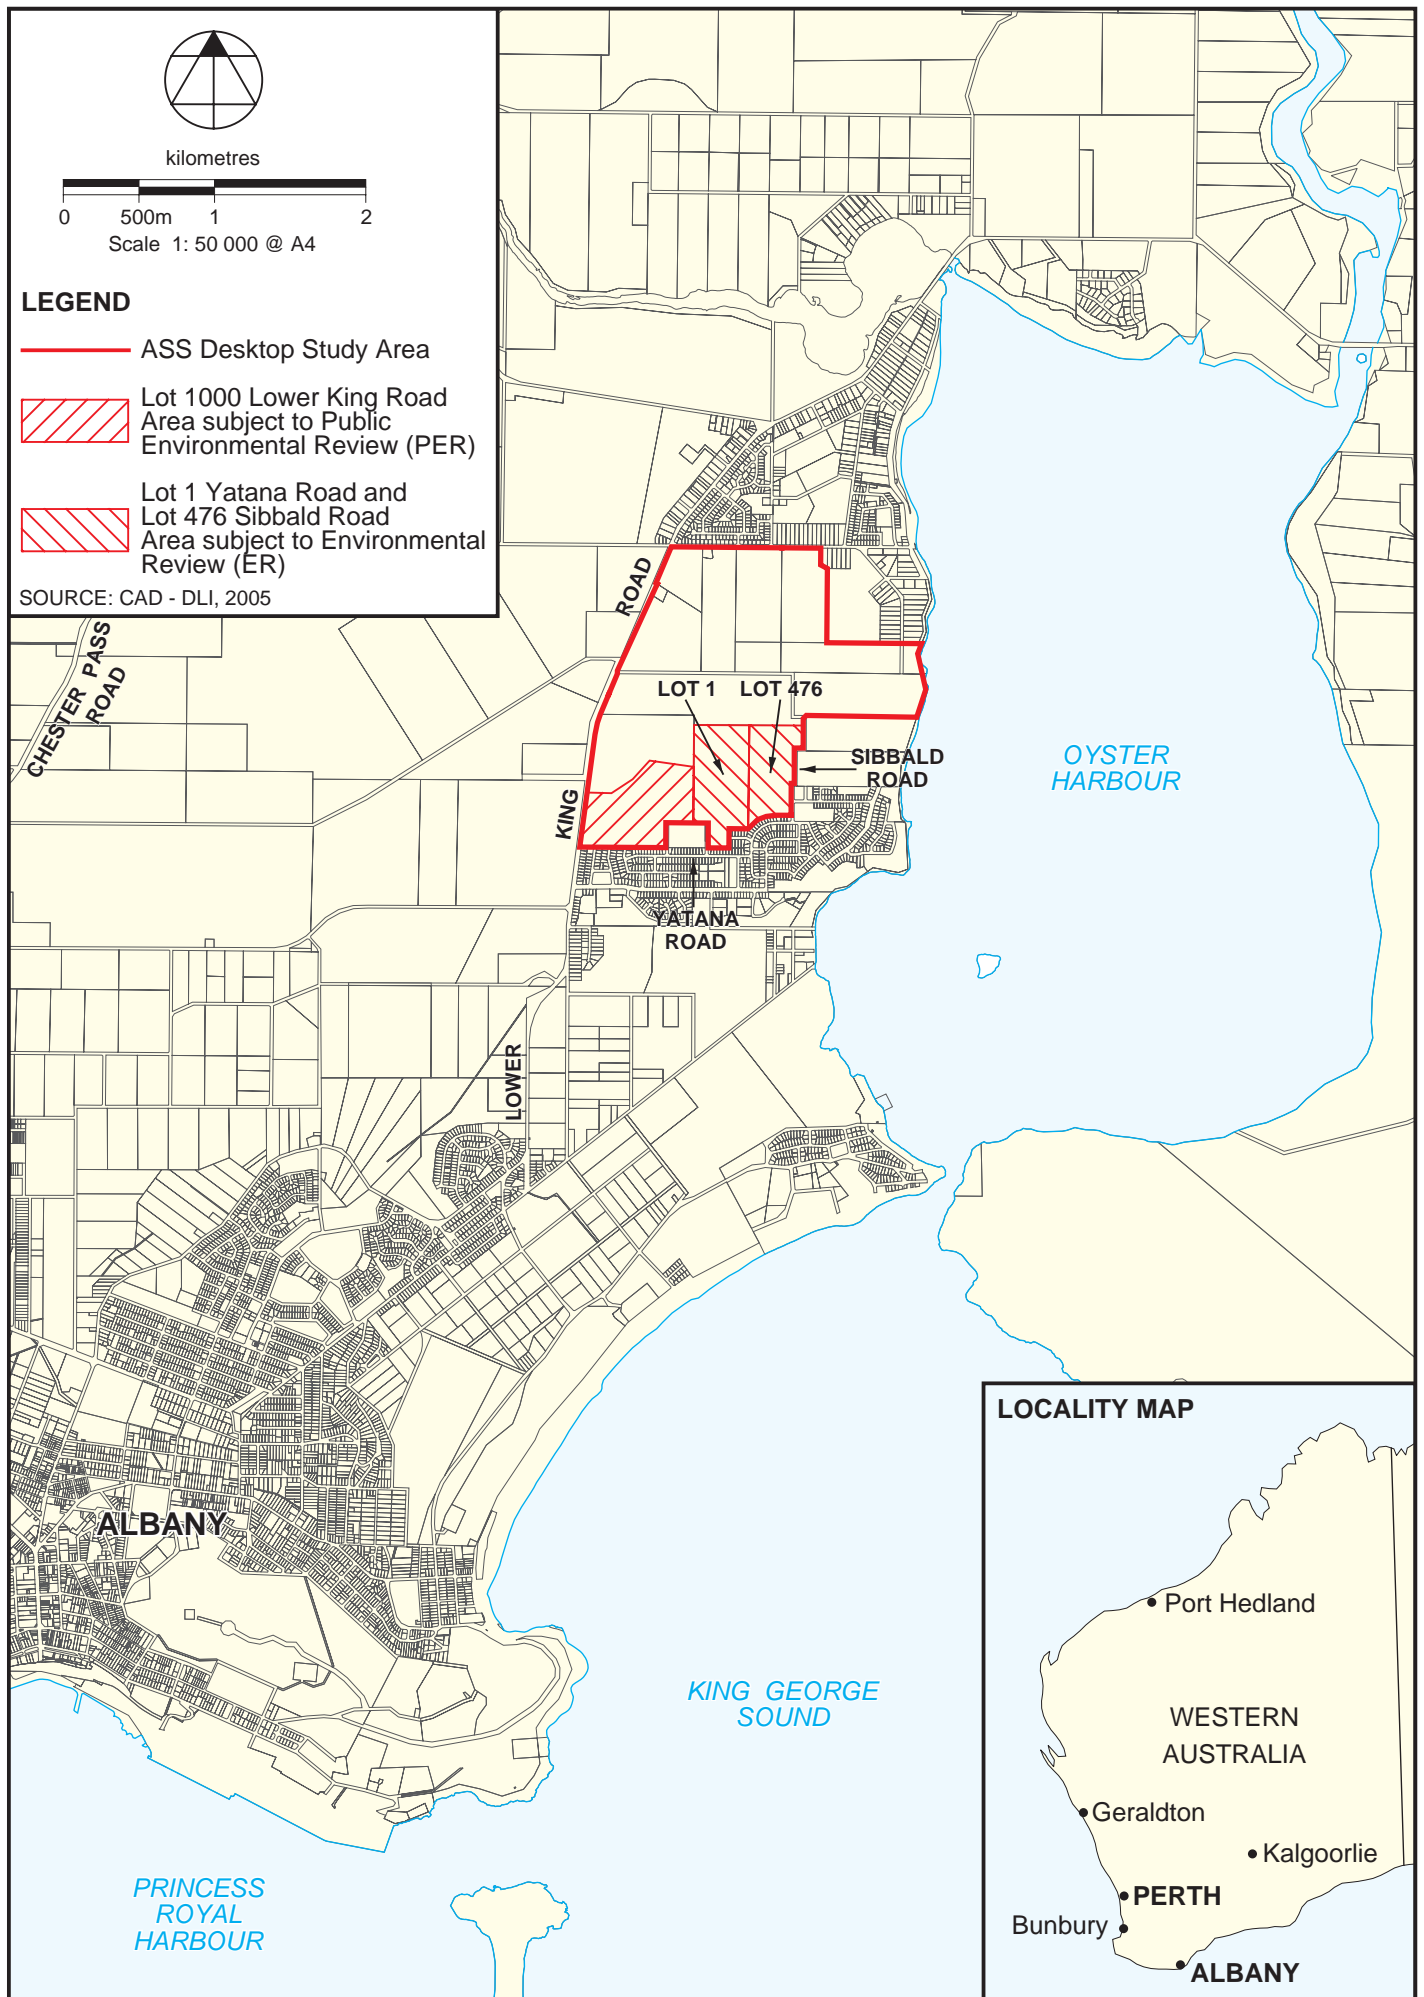 kilometres
0 500m 1 2
Scale 1: 50 000 @ A4
LEGEND
ASS Desktop Study Area
Lot 1000 Lower King Road
Area subject to Public
Environmental Review (PER)
Lot 1 Yatana Road and
Lot 476 Sibbald Road
Area subject to Environmental
Review (ER)
SOURCE: CAD - DLI, 2005
CHESTER PASS
ROAD
ROAD
KING
LOWER
LOT 1
LOT 476
SIBBALD
ROAD
YATANA
ROAD
OYSTER
HARBOUR
ALBANY
KING GEORGE
SOUND
PRINCESS
ROYAL
HARBOUR
LOCALITY MAP
Port Hedland
WESTERN
AUSTRALIA
Geraldton
Kalgoorlie
PERTH
Bunbury
ALBANY